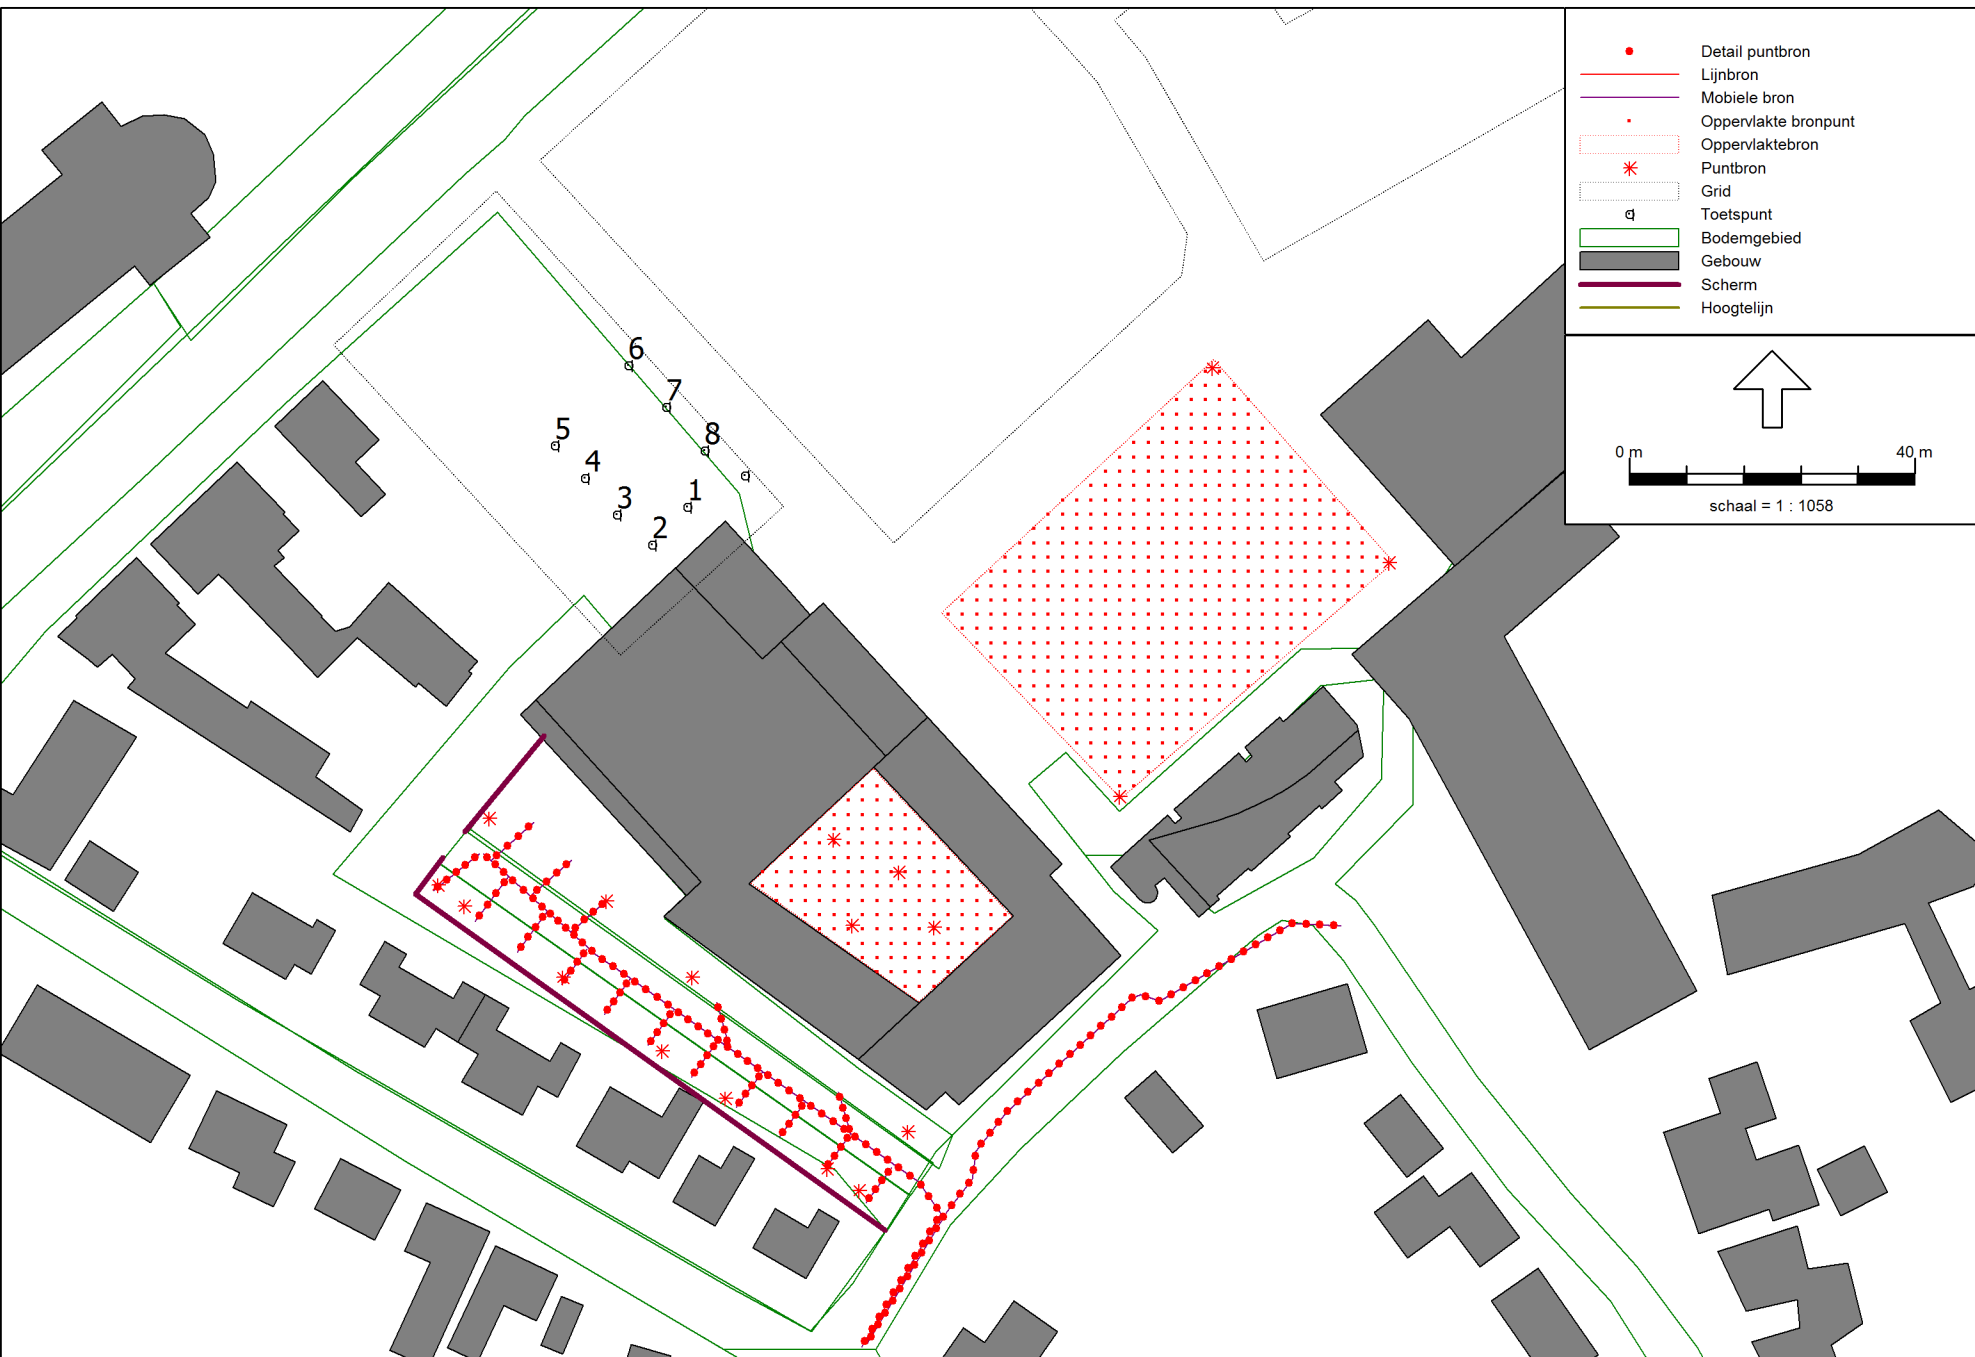 Detail puntbron
Lijnbron
Mobiele bron
Oppervlakte bronpunt
Oppervlaktebron
Puntbron
Grid
Toetspunt
Bodemgebied
Gebouw
Scherm
Hoogtelijn
0 m 40 m
schaal = 1 : 1058
6
7
8
5
4
1
3
2